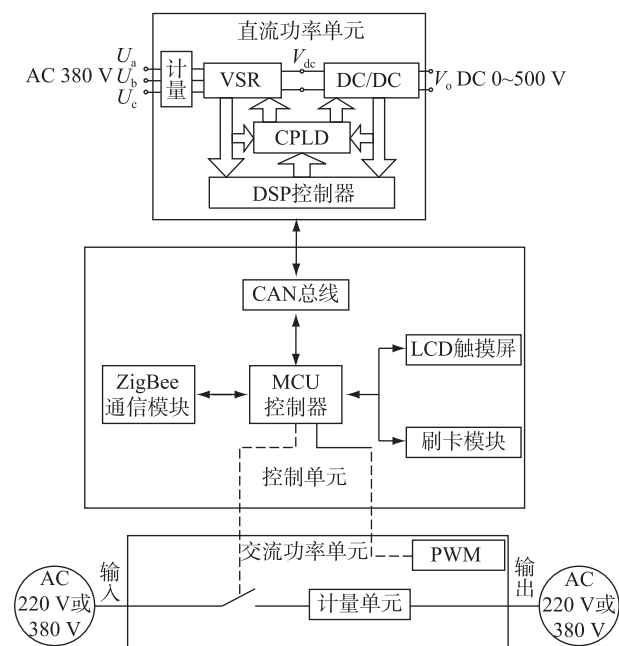 直流功率单元
Ua
AC 380 V Ub
Uc
计量
VSR
Vdc
DC/DC
Vo DC 0~500 V
CPLD
DSP控制器
CAN总线
ZigBee
通信模块
MCU
控制器
LCD触摸屏
刷卡模块
控制单元
交流功率单元
PWM
AC
220 V或
380 V
输入
计量单元
输出
AC
220 V或
380 V